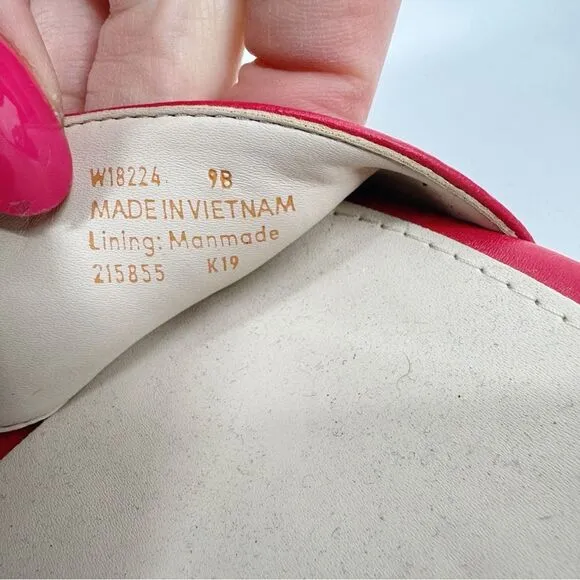 W18224 9B
MADE IN VIETNAM
Lining: Manmade
215855 K19